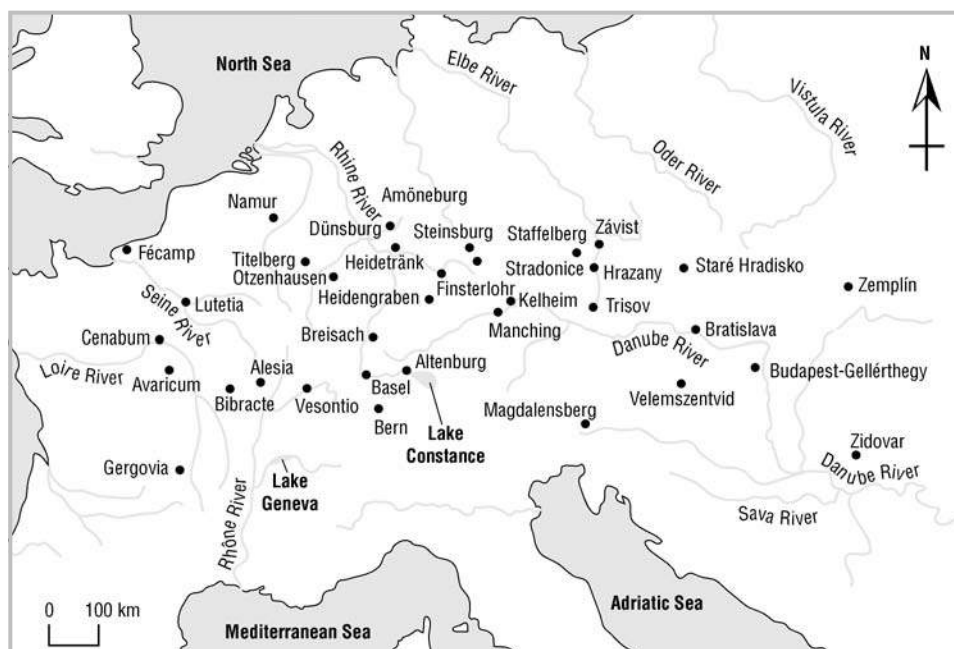 North Sea
Elbe River
N
Vistula River
Oder River
Rhine River
Amöneburg
Namur
Dünsburg
Steinsburg
Staffelberg
Závist
Fécamp
Titelberg
Heidetränk
Stradonice
Hrazany
Staré Hradisko
Otzenhausen
Finsterlohr
Zemplín
Seine River
Lutetia
Heidengraben
Kelheim
Trisov
Manching
Cenabum
Breisach
Danube River
Bratislava
Loire River
Alesia
Altenburg
Avaricum
Budapest-Gellérthegy
Bibracte
Vesontio
Basel
Velemszentvid
Bern
Magdalensberg
Lake
Constance
Zidovar
Gergovia
Lake
Geneva
Danube River
Rhône River
Sava River
0 100 km
Adriatic Sea
Mediterranean Sea